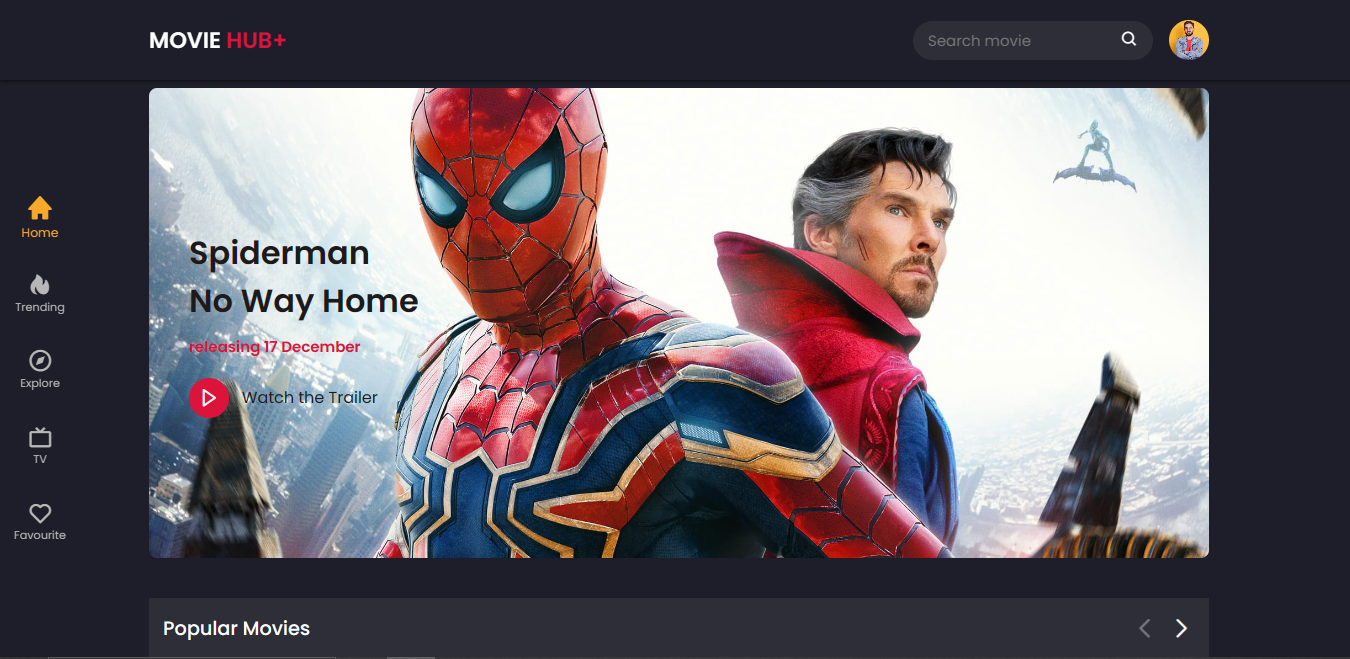 MOVIE HUB+
Search movie
Home
Trending
Explore
TV
Favourite
Spiderman
No Way Home
releasing 17 December
Watch the Trailer
Popular Movies